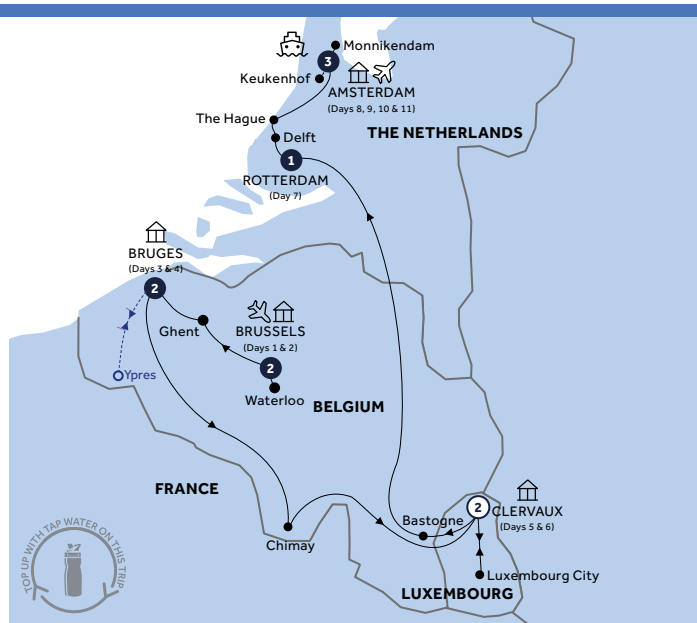 Monnikendam
3
Keukenhof
AMSTERDAM
(Days 8, 9, 10 & 11)
The Hague
THE NETHERLANDS
Delft
1
ROTTERDAM
(Day 7)
BRUGES
(Days 3 & 4)
2
Ghent
BRUSSELS
(Days 1 & 2)
2
Ypres
Waterloo
BELGIUM
FRANCE
2
CLERVAUX
(Days 5 & 6)
Bastogne
Chimay
Luxembourg City
LUXEMBOURG
TOP UP WITH TAP WATER ON THIS TRIP